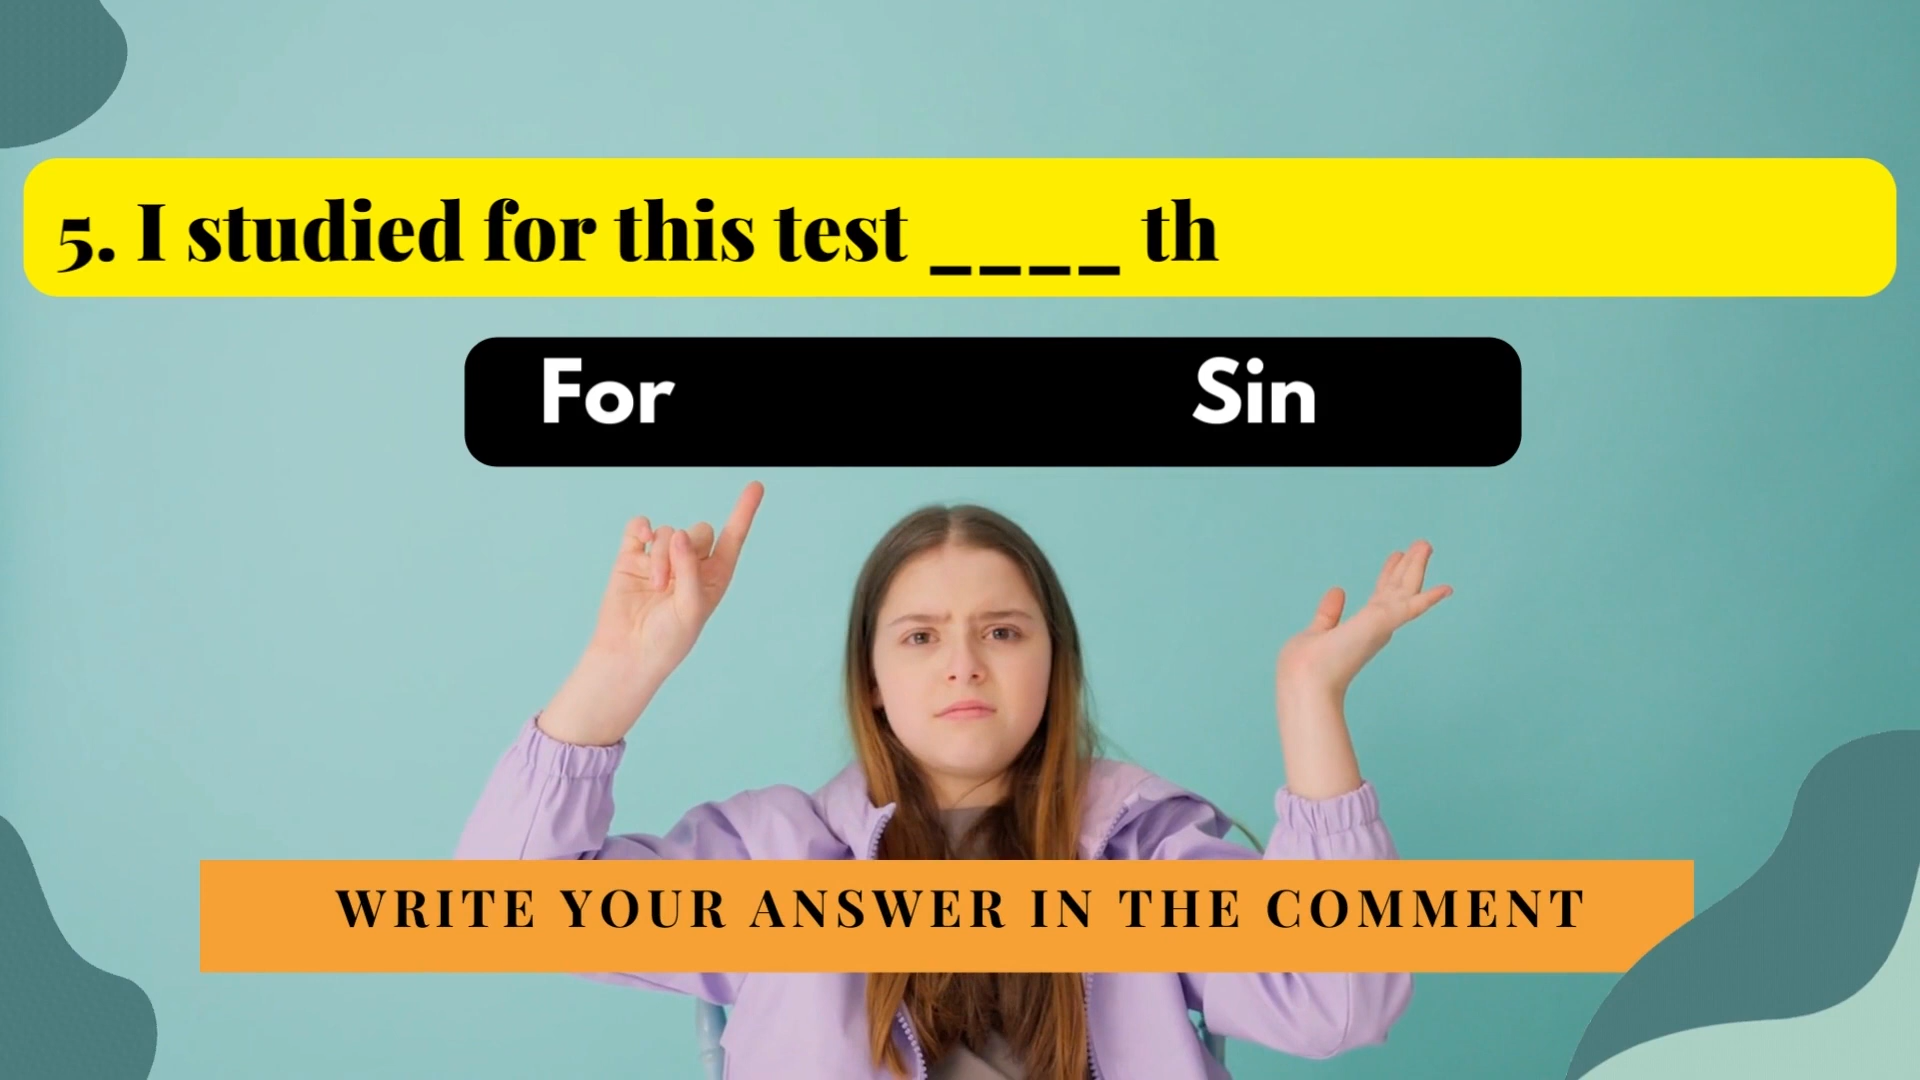 5. I studied for this test ____ th
For Sin
WRITE YOUR ANSWER IN THE COMMENT